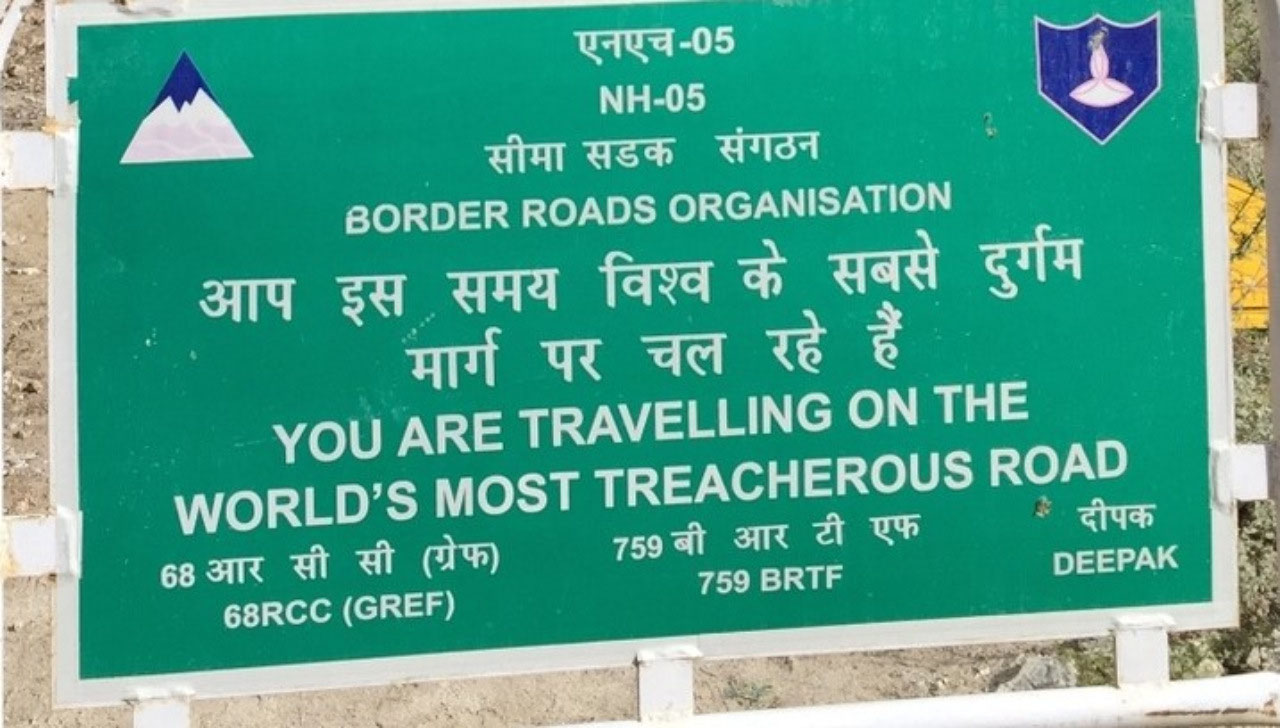 एनएच-05
NH-05
सीमा सडक संगठन
BORDER ROADS ORGANISATION
आप इस समय विश्व के सबसे दुर्गम
मार्ग पर चल रहे हैं
YOU ARE TRAVELLING ON THE
WORLD'S MOST TREACHEROUS ROAD
68 आर सी सी (ग्रेफ) 759 बी आर टी एफ दीपक
68RCC (GREF) 759 BRTF DEEPAK